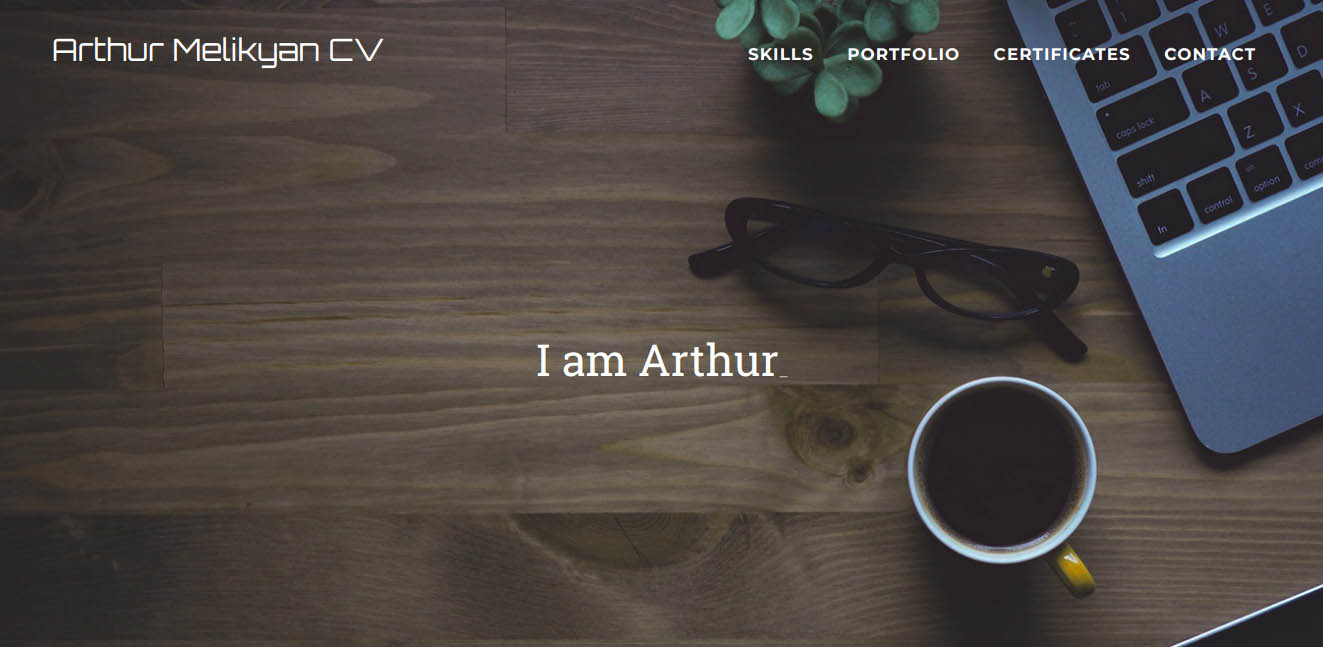 Arthur Melikyan CV
SKILLS PORTFOLIO CERTIFICATES CONTACT
W E
tab A S D
caps lock Z X
shift
alt
fn control option
I am Arthur_